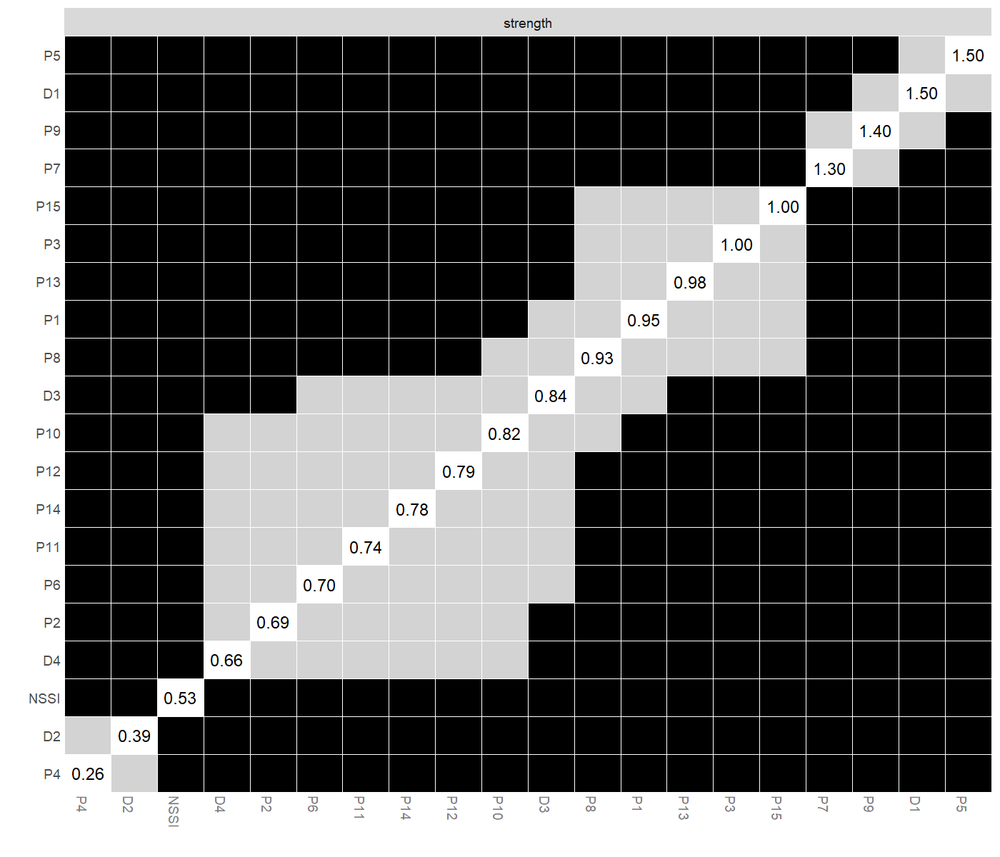 strength
P5 1.50
D1 1.50
P9 1.40
P7 1.30
P15 1.00
P3 1.00
P13 0.98
P1 0.95
P8 0.93
D3 0.84
P10 0.82
P12 0.79
P14 0.78
P11 0.74
P6 0.70
P2 0.69
D4 0.66
NSSI 0.53
D2 0.39
P4 0.26
P4 D2 NSSI D4 P2 P6 P11 P14 P12 P10 D3 P8 P1 P13 P3 P15 P7 P9 D1 P5